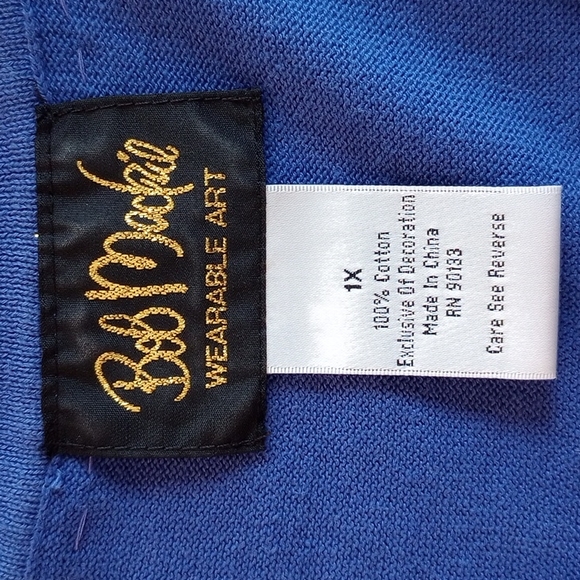 Bob Mackie
WEARABLE ART
1X
100% Cotton
Exclusive Of Decoration
Made In China
RN 90133
Care See Reverse